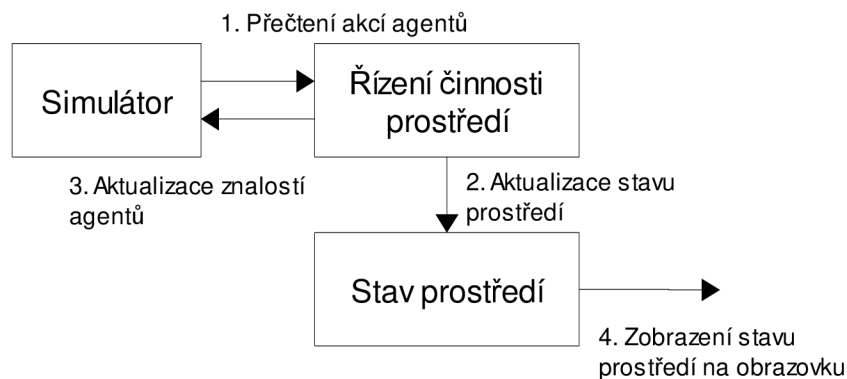 1. Přečtení akcí agentů
Simulátor
Řízení činnosti
prostředí
3. Aktualizace znalostí
agentů
2. Aktualizace stavu
prostředí
Stav prostředí
4. Zobrazení stavu
prostředí na obrazovku